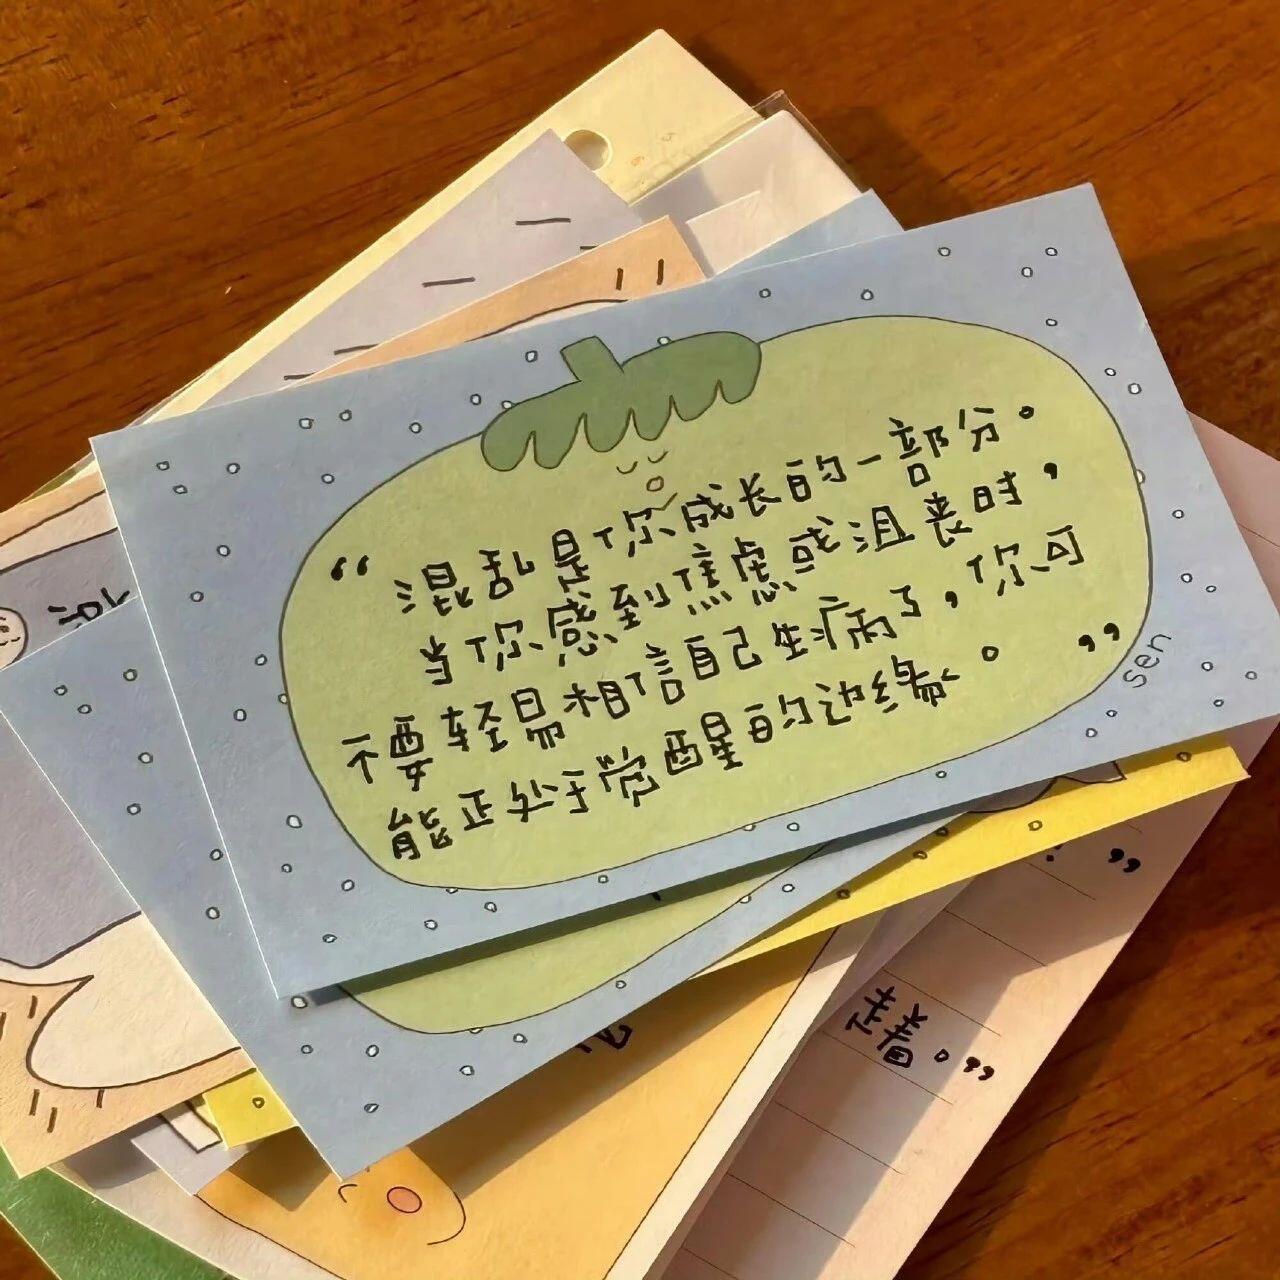 “混乱是你成长的一部分。
当你感到焦虑或沮丧时，
不要轻易相信自己生病了，你可
能正处于觉醒的边缘。”
sen
”
走着。”